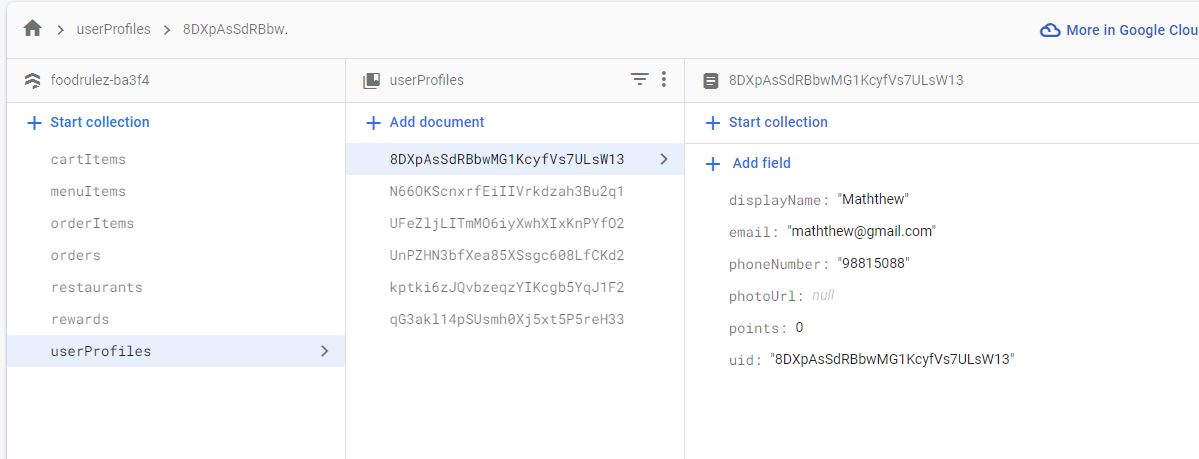 userProfiles 8DXpAsSdRBbw.
More in Google Clou
foodrulez-ba3f4
Start collection
cartItems
menuItems
orderItems
orders
restaurants
rewards
userProfiles
userProfiles
Add document
8DXpAsSdRBbwMG1KcyfVs7ULsW13
N66OKScnxrfEiIIVrkdzah3Bu2q1
UFeZljLITmMO6iyXwhXIxKnPYfO2
UnPZHN3bfXea85XSsgc608LfCKd2
kptki6zJQvbzeqzYIKcgb5YqJ1F2
qG3akl14pSUsmh0Xj5xt5P5reH33
8DXpAsSdRBbwMG1KcyfVs7ULsW13
Start collection
Add field
displayName: "Maththew"
email: "maththew@gmail.com"
phoneNumber: "98815088"
photoUrl: null
points: 0
uid: "8DXpAsSdRBbwMG1KcyfVs7ULsW13"